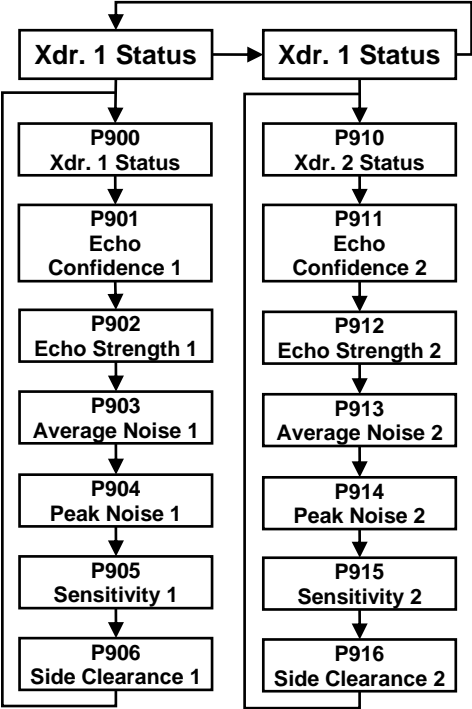 Xdr. 1 Status
Xdr. 1 Status
P900
Xdr. 1 Status
P901
Echo
Confidence 1
P902
Echo Strength 1
P903
Average Noise 1
P904
Peak Noise 1
P905
Sensitivity 1
P906
Side Clearance 1
P910
Xdr. 2 Status
P911
Echo
Confidence 2
P912
Echo Strength 2
P913
Average Noise 2
P914
Peak Noise 2
P915
Sensitivity 2
P916
Side Clearance 2